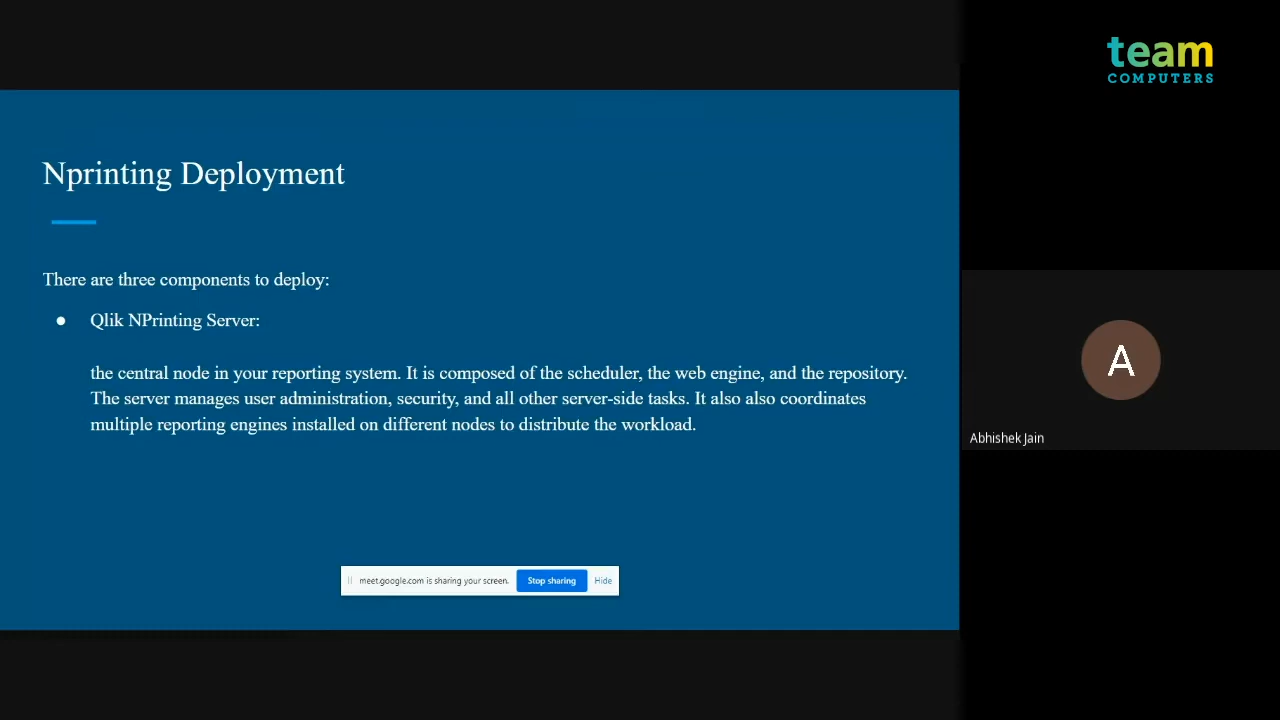 team
COMPUTERS
Nprinting Deployment
There are three components to deploy:
● Qlik NPrinting Server:
the central node in your reporting system. It is composed of the scheduler, the web engine, and the repository.
The server manages user administration, security, and all other server-side tasks. It also also coordinates
multiple reporting engines installed on different nodes to distribute the workload.
A
Abhishek Jain
meet.google.com is sharing your screen. Stop sharing Hide